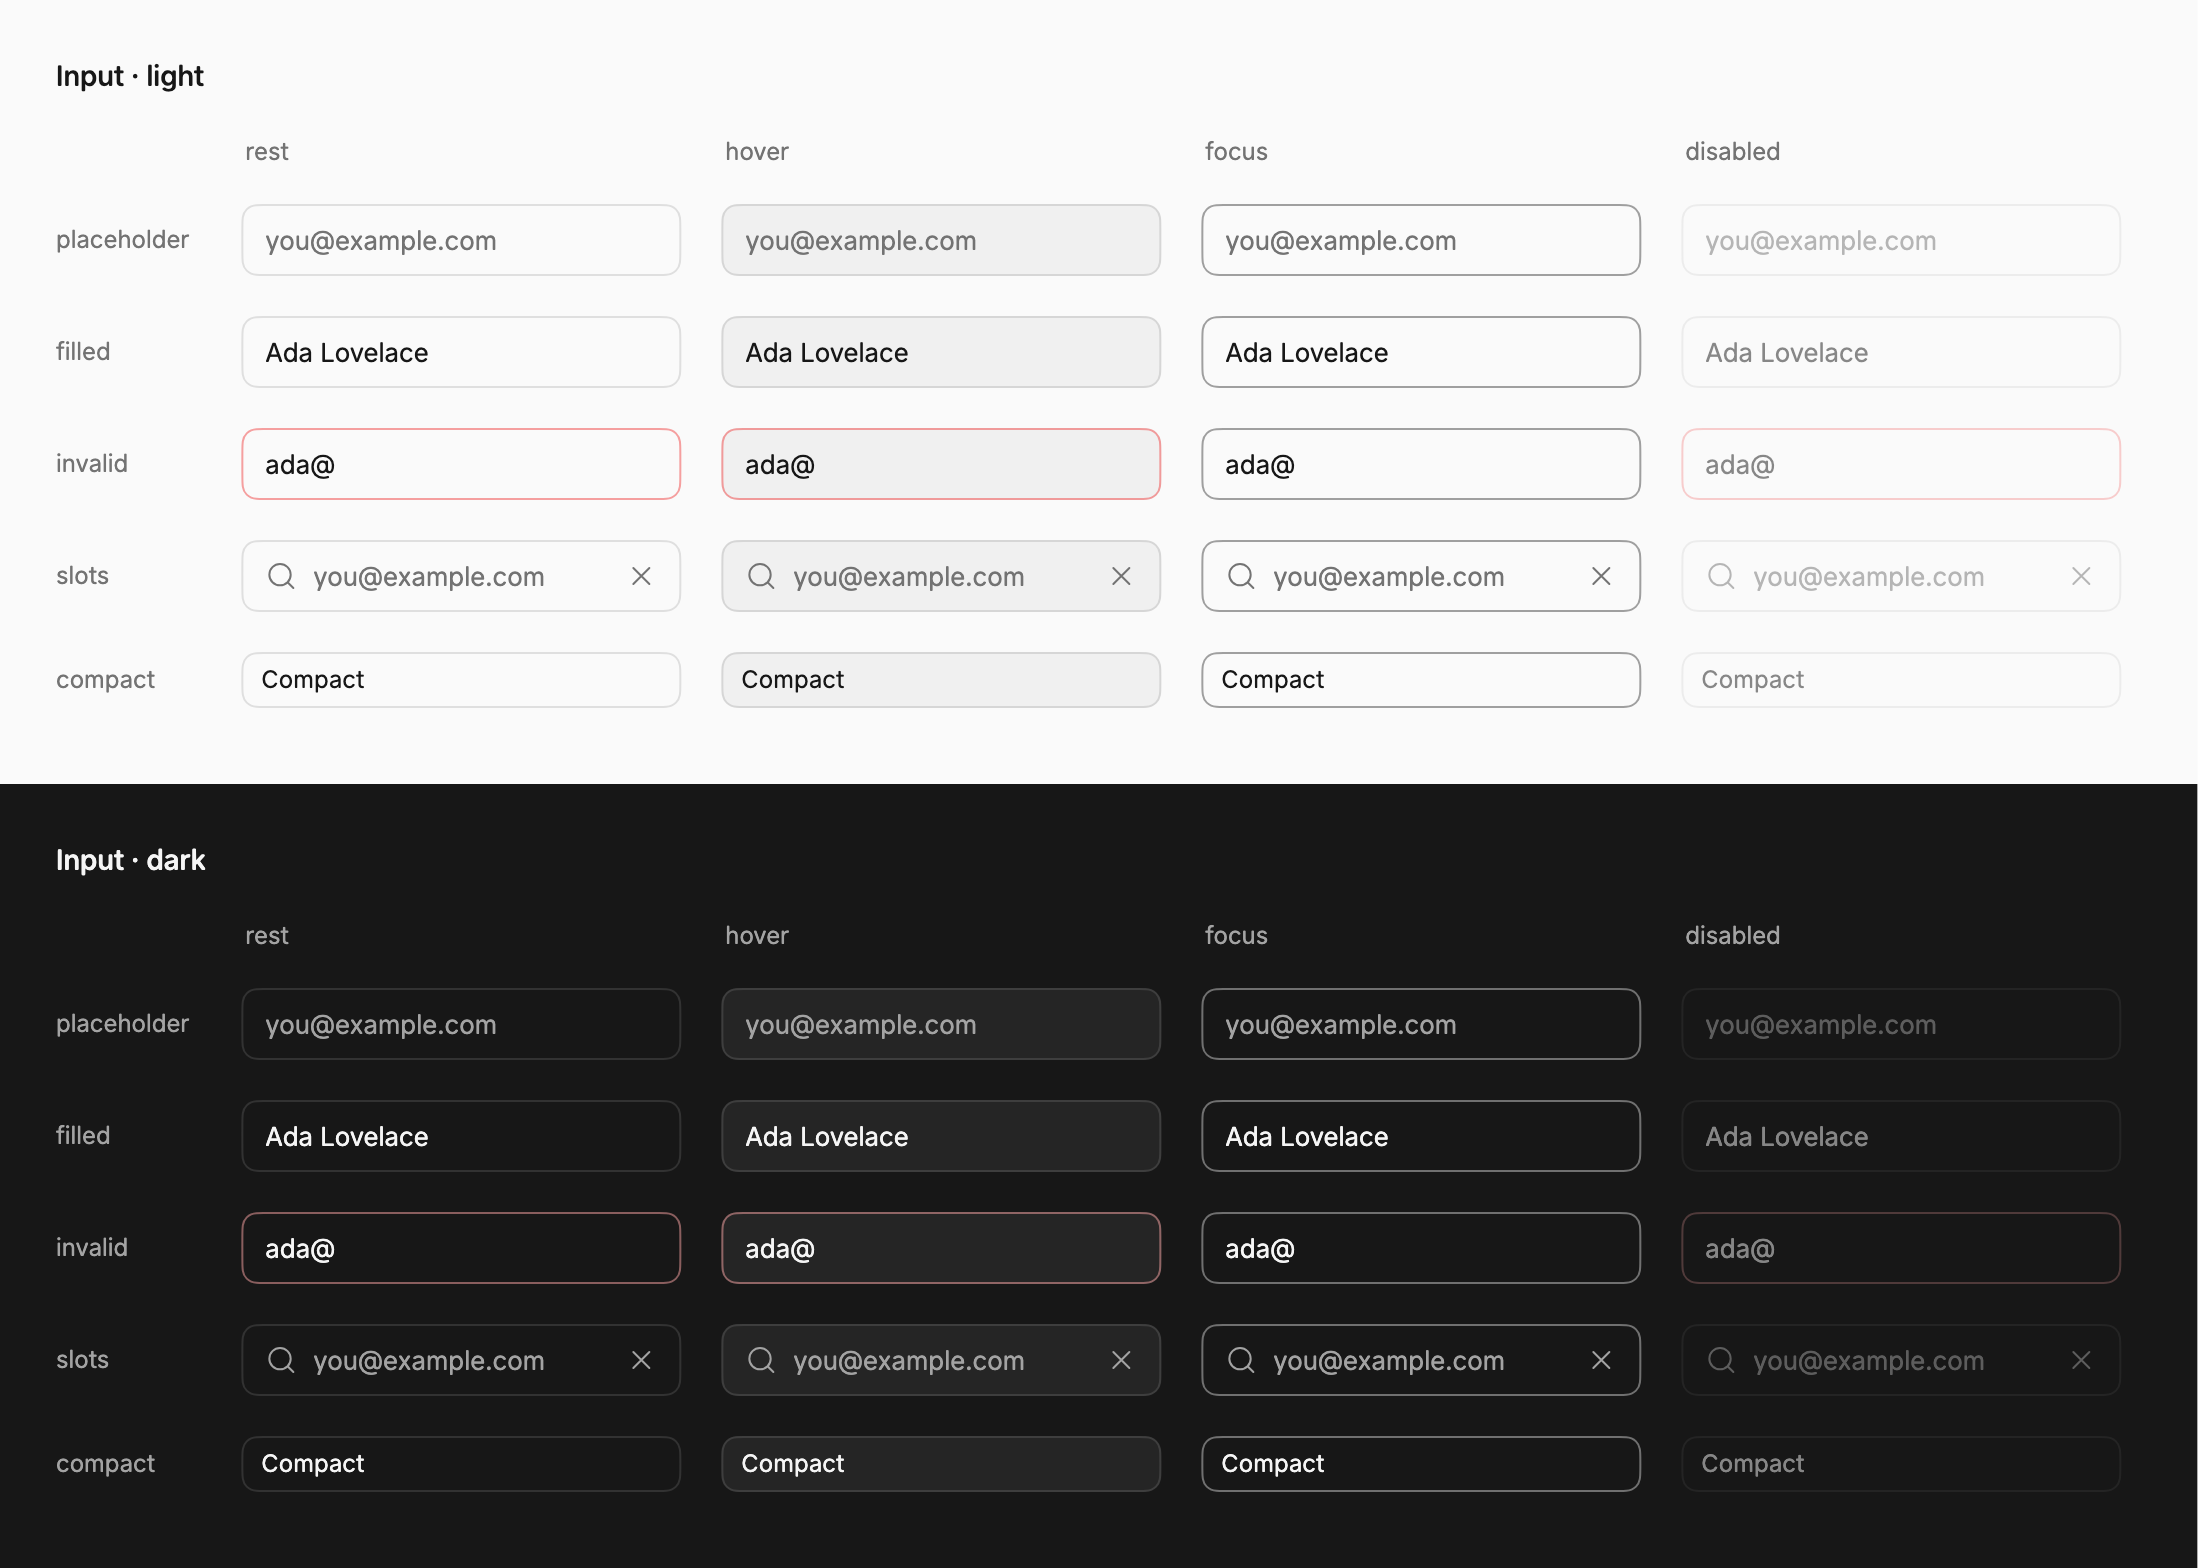 Input · light
rest hover focus disabled
placeholder you@example.com you@example.com you@example.com you@example.com
filled Ada Lovelace Ada Lovelace Ada Lovelace Ada Lovelace
invalid ada@ ada@ ada@ ada@
slots you@example.com you@example.com you@example.com you@example.com
compact Compact Compact Compact Compact
Input · dark
rest hover focus disabled
placeholder you@example.com you@example.com you@example.com you@example.com
filled Ada Lovelace Ada Lovelace Ada Lovelace Ada Lovelace
invalid ada@ ada@ ada@ ada@
slots you@example.com you@example.com you@example.com you@example.com
compact Compact Compact Compact Compact